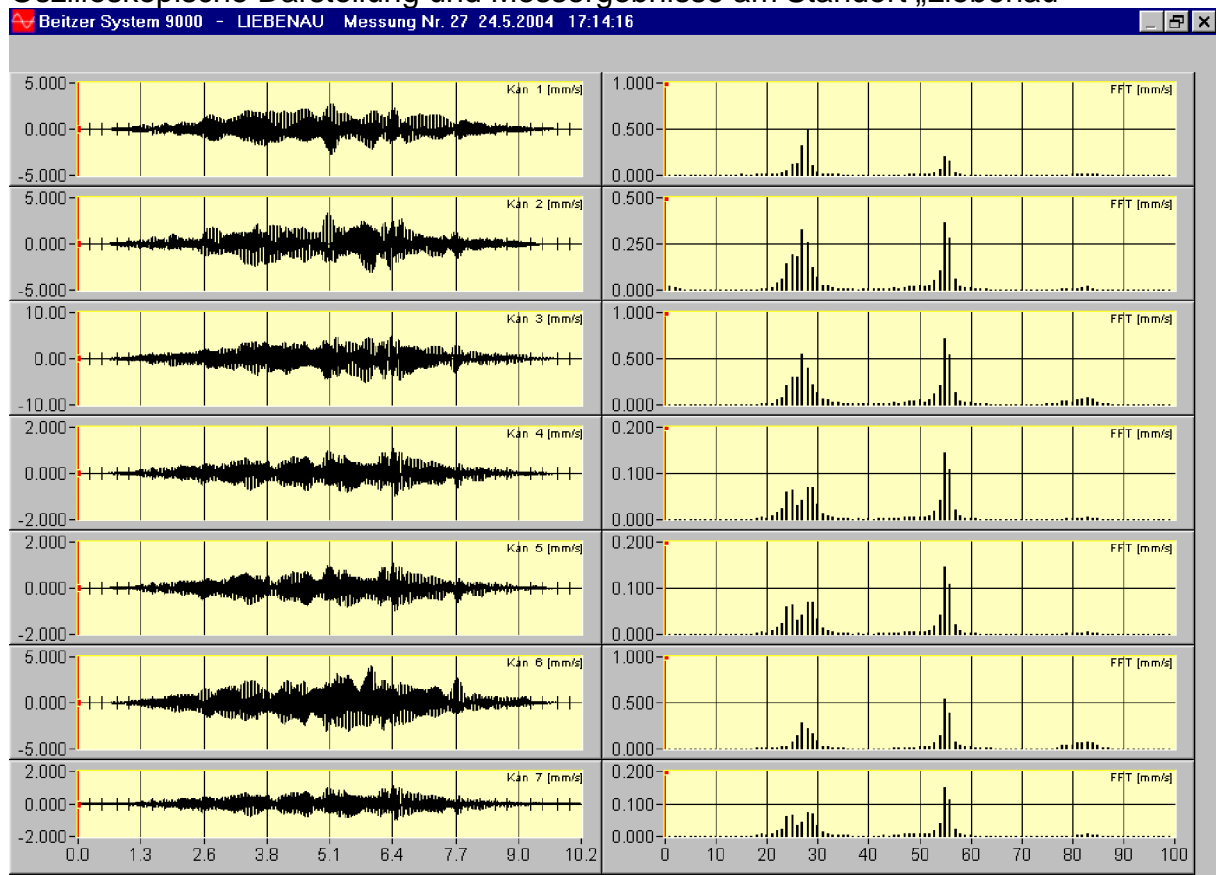 Oszilloskopische Darstellung und Messergebnisse am Standort „Liebenau“
Beitzer System 9000 - LIEBENAU Messung Nr. 27 24.5.2004 17:14:16
5.000 Kan 1 [mm/s] 1.000 FFT [mm/s]
0.000 0.500
-5.000 0.000
5.000 Kan 2 [mm/s] 0.500 FFT [mm/s]
0.000 0.250
-5.000 0.000
10.00 Kan 3 [mm/s] 1.000 FFT [mm/s]
0.00 0.500
-10.00 0.000
2.000 Kan 4 [mm/s] 0.200 FFT [mm/s]
0.000 0.100
-2.000 0.000
2.000 Kan 5 [mm/s] 0.200 FFT [mm/s]
0.000 0.100
-2.000 0.000
5.000 Kan 6 [mm/s] 1.000 FFT [mm/s]
0.000 0.500
-5.000 0.000
2.000 Kan 7 [mm/s] 0.200 FFT [mm/s]
0.000 0.100
-2.000 0.000
0.0 1.3 2.6 3.8 5.1 6.4 7.7 9.0 10.2 0 10 20 30 40 50 60 70 80 90 100